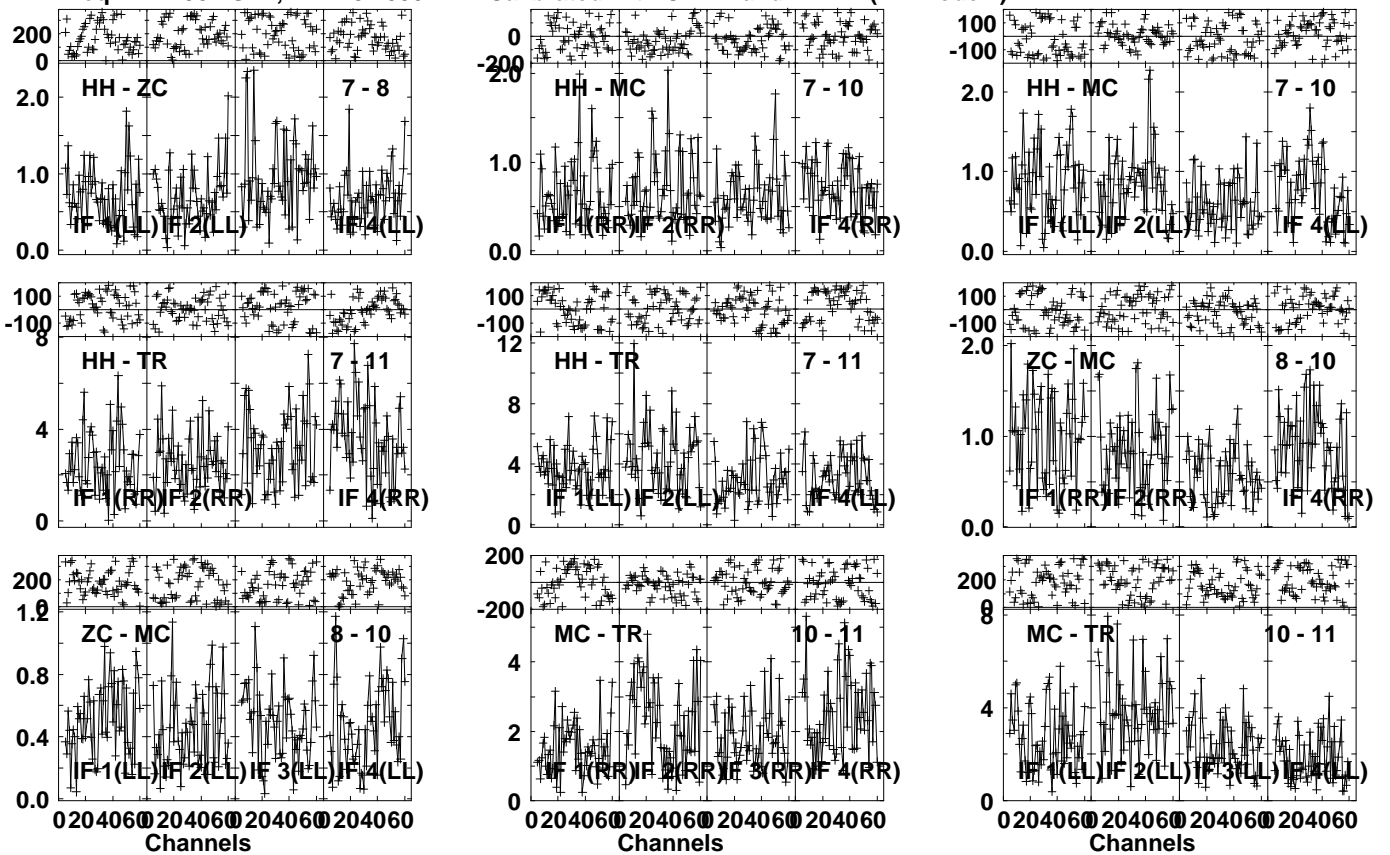 200 100 100
0 0 -100
-200
2.0 HH - ZC 7 - 8 2.0 HH - MC 7 - 10 2.0 HH - MC 7 - 10
1.0 1.0 1.0
IF 1(LL) IF 2(LL) IF 4(LL) IF 1(RR) IF 2(RR) IF 4(RR) IF 1(LL) IF 2(LL) IF 4(LL)
0.0 0.0 0.0
100 100 100
-100 -100 -100
8 HH - TR 7 - 11 12 HH - TR 7 - 11 2.0 ZC - MC 8 - 10
4 8 1.0
4
IF 1(RR) IF 2(RR) IF 4(RR) IF 1(LL) IF 2(LL) IF 4(LL) IF 1(RR) IF 2(RR) IF 4(RR)
0 0 0.0
200 200 200
-200 0
ZC - MC 8 - 10 MC - TR 10 - 11 8 MC - TR 10 - 11
0.8 4 4
0.4 2
IF 1(LL) IF 2(LL) IF 3(LL) IF 4(LL) IF 1(RR) IF 2(RR) IF 3(RR) IF 4(RR) IF 1(LL) IF 2(LL) IF 3(LL) IF 4(LL)
0.0 0 0
0 20 40 60 0 20 40 60 0 20 40 60 0 20 40 60 0 20 40 60 0 20 40 60 0 20 40 60 0 20 40 60 0 20 40 60 0 20 40 60 0 20 40 60 0 20 40 60
Channels Channels Channels